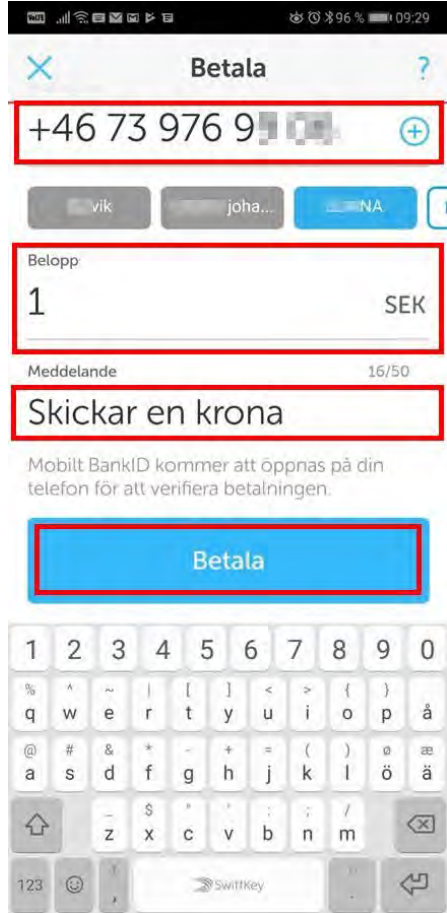 96 % 09:29
Betala ?
+46 73 976 9
vik joha... NA
Belopp
1 SEK
Meddelande 16/50
Skickar en krona
Mobilt BankID kommer att öppnas på din
telefon för att verifiera betalningen.
Betala
1 2 3 4 5 6 7 8 9 0
% ^ ~ | [ ] < > { }
q w e r t y u i o p å
@ # & * - + = ( ) ø æ
a s d f g h j k l ö ä
_ $ " ' : ; /
z x c v b n m
123 , SwiftKey .